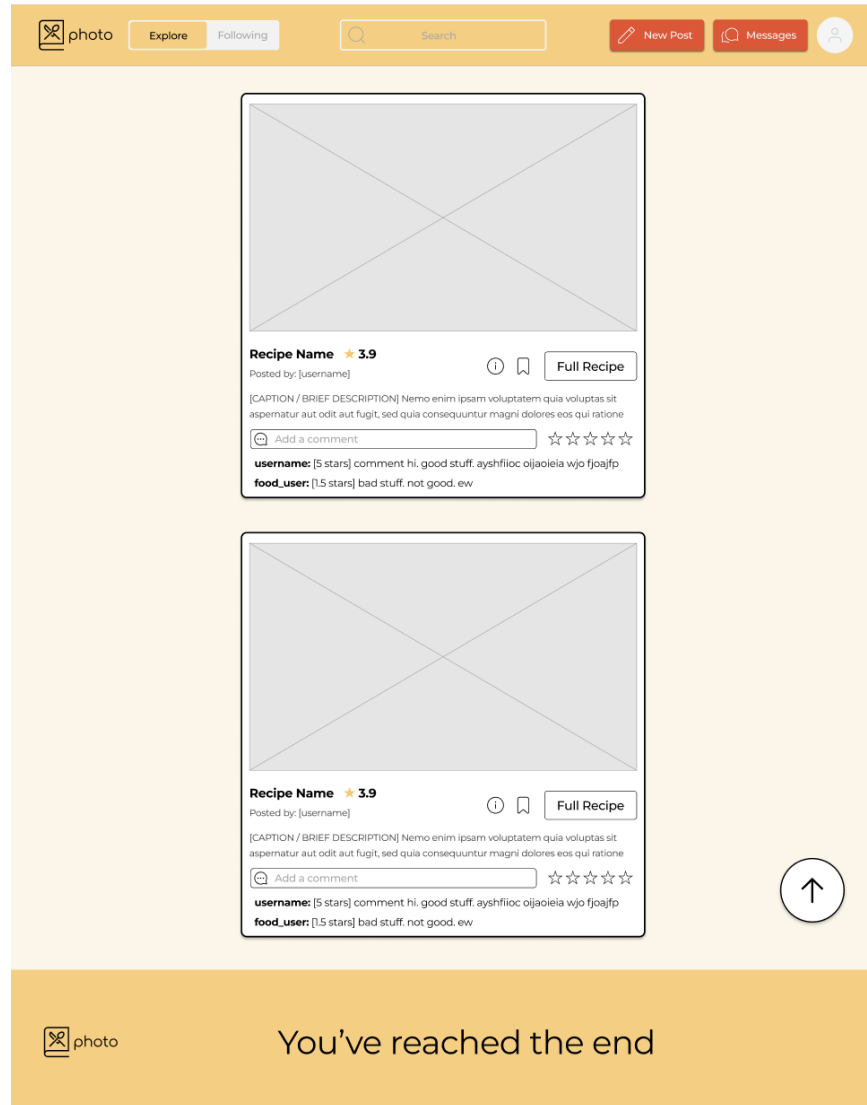 photo
Explore
Following
Search
New Post
Messages
Recipe Name ★ 3.9
Posted by: [username]
Full Recipe
[CAPTION / BRIEF DESCRIPTION] Nemo enim ipsam voluptatem quia voluptas sit
aspernatur aut odit aut fugit, sed quia consequuntur magni dolores eos qui ratione
Add a comment
username: [5 stars] comment hi. good stuff. ayshfiioc oijaoieia wjo fjoajfp
food_user: [1.5 stars] bad stuff. not good. ew
Recipe Name ★ 3.9
Posted by: [username]
Full Recipe
[CAPTION / BRIEF DESCRIPTION] Nemo enim ipsam voluptatem quia voluptas sit
aspernatur aut odit aut fugit, sed quia consequuntur magni dolores eos qui ratione
Add a comment
username: [5 stars] comment hi. good stuff. ayshfiioc oijaoieia wjo fjoajfp
food_user: [1.5 stars] bad stuff. not good. ew
photo
You've reached the end